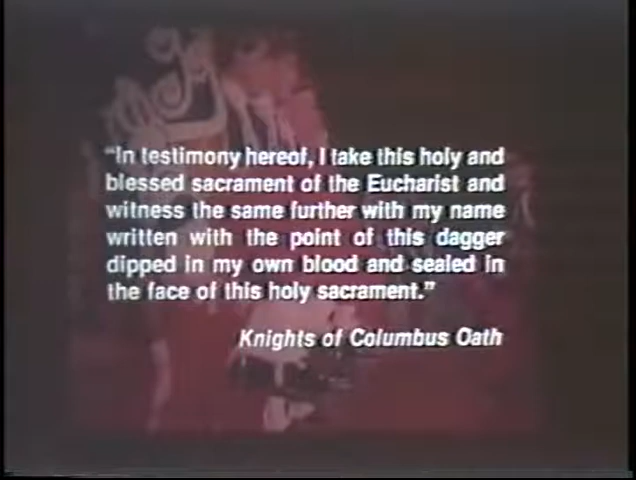 "In testimony hereof, I take this holy and
blessed sacrament of the Eucharist and
witness the same further with my name
written with the point of this dagger
dipped in my own blood and sealed in
the face of this holy sacrament."
Knights of Columbus Oath